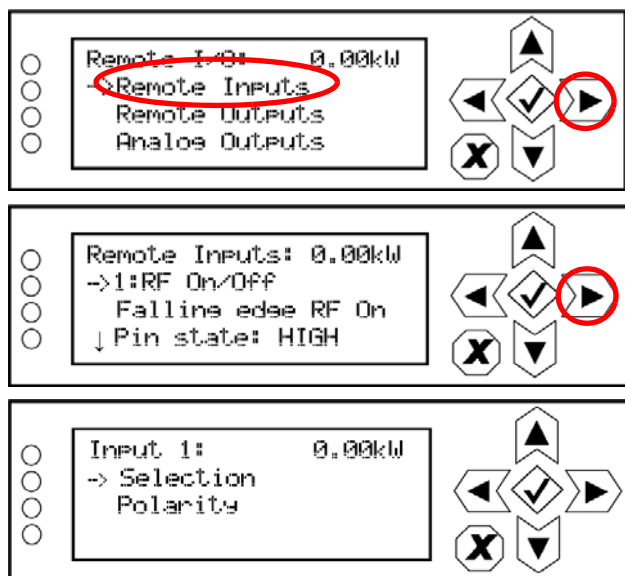 Remote I/O: 0.00kW
->Remote Inputs
Remote Outputs
Analog Outputs
X
Remote Inputs: 0.00kW
->1:RF On/Off
Falling edge RF On
↓Pin state: HIGH
X
Input 1: 0.00kW
-> Selection
Polarity
X